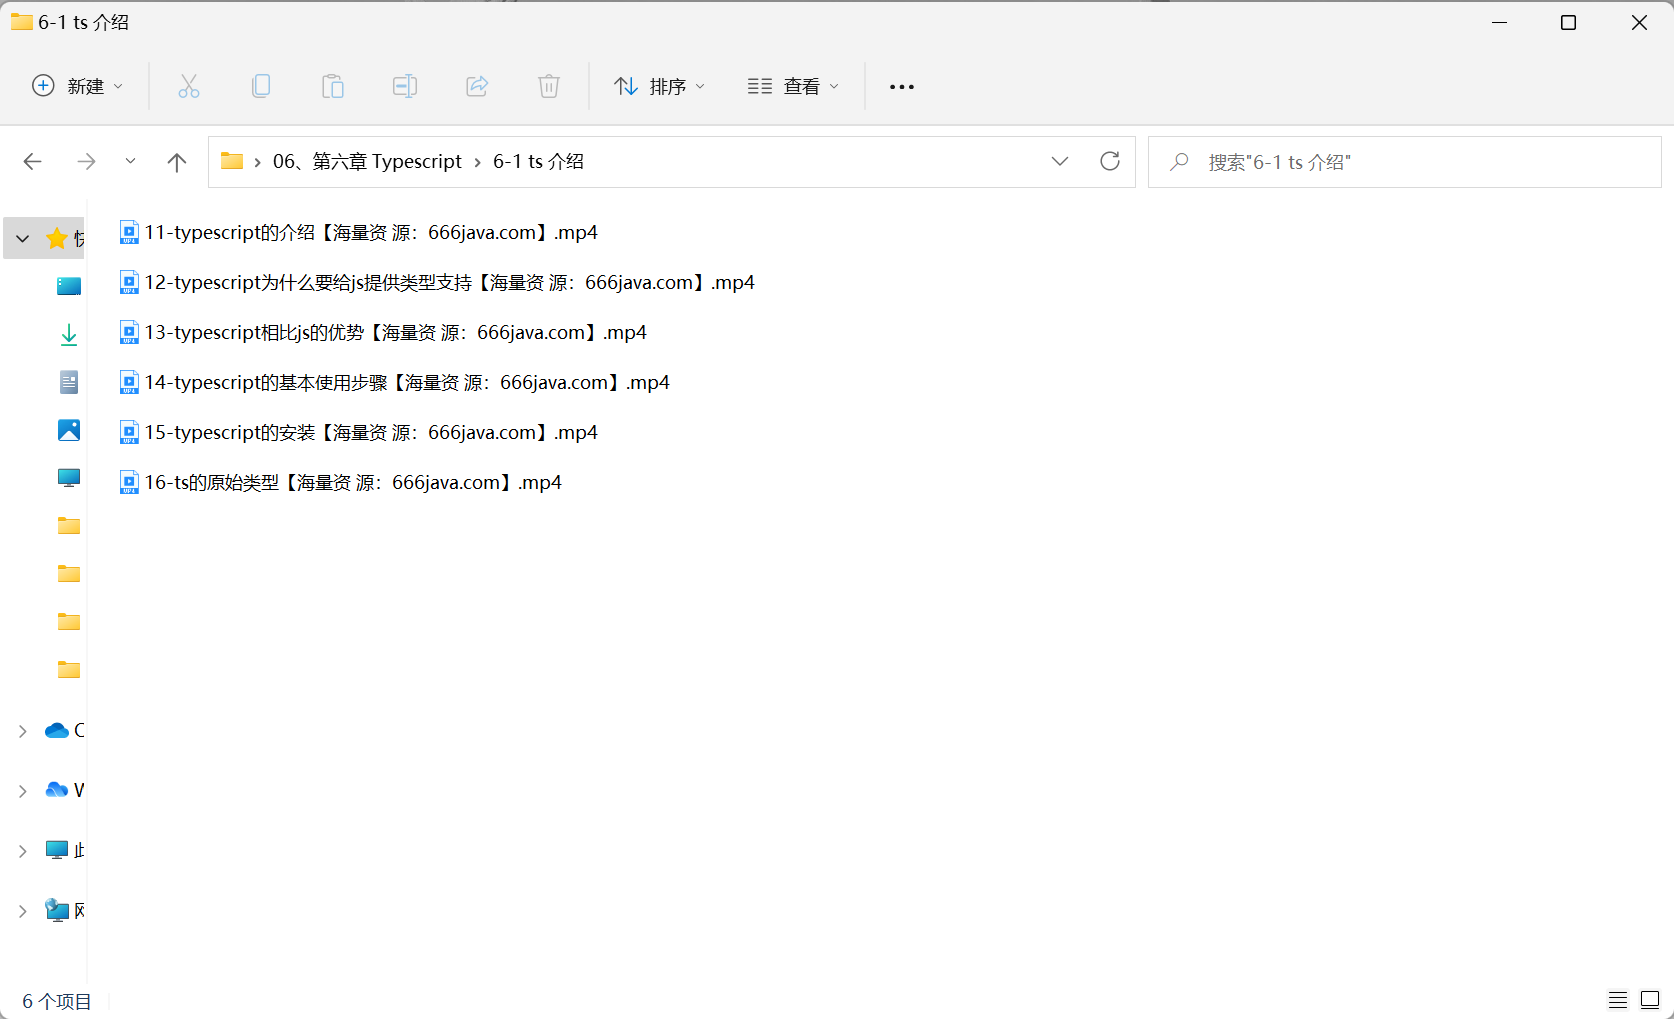 6-1 ts 介绍
新建 排序 查看
06、第六章 Typescript 6-1 ts 介绍 搜索"6-1 ts 介绍"
11-typescript的介绍【海量资 源：666java.com】.mp4
12-typescript为什么要给js提供类型支持【海量资 源：666java.com】.mp4
13-typescript相比js的优势【海量资 源：666java.com】.mp4
14-typescript的基本使用步骤【海量资 源：666java.com】.mp4
15-typescript的安装【海量资 源：666java.com】.mp4
16-ts的原始类型【海量资 源：666java.com】.mp4
6 个项目